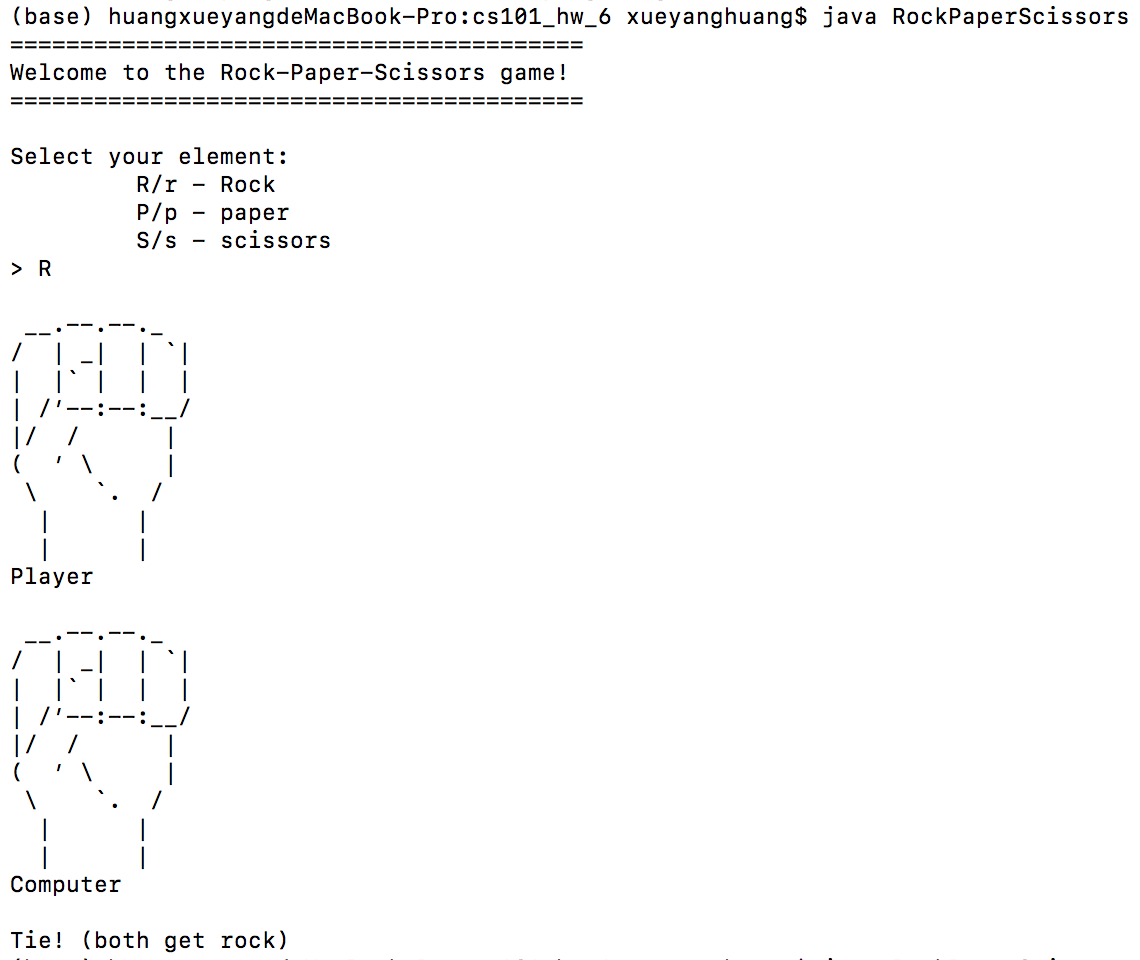 (base) huangxueyangdeMacBook-Pro:cs101_hw_6 xueyanghuang$ java RockPaperScissors
=========================================
Welcome to the Rock-Paper-Scissors game!
=========================================
Select your element:
         R/r - Rock
         P/p - paper
         S/s - scissors
> R
 __.--.--._
/  | _|  | `|
|  |` |  |  |
| /'--:--:__/
|/  /      |
(  ' \     |
 \    `.  /
  |      |
  |      |
Player
 __.--.--._
/  | _|  | `|
|  |` |  |  |
| /'--:--:__/
|/  /      |
(  ' \     |
 \    `.  /
  |      |
  |      |
Computer
Tie! (both get rock)